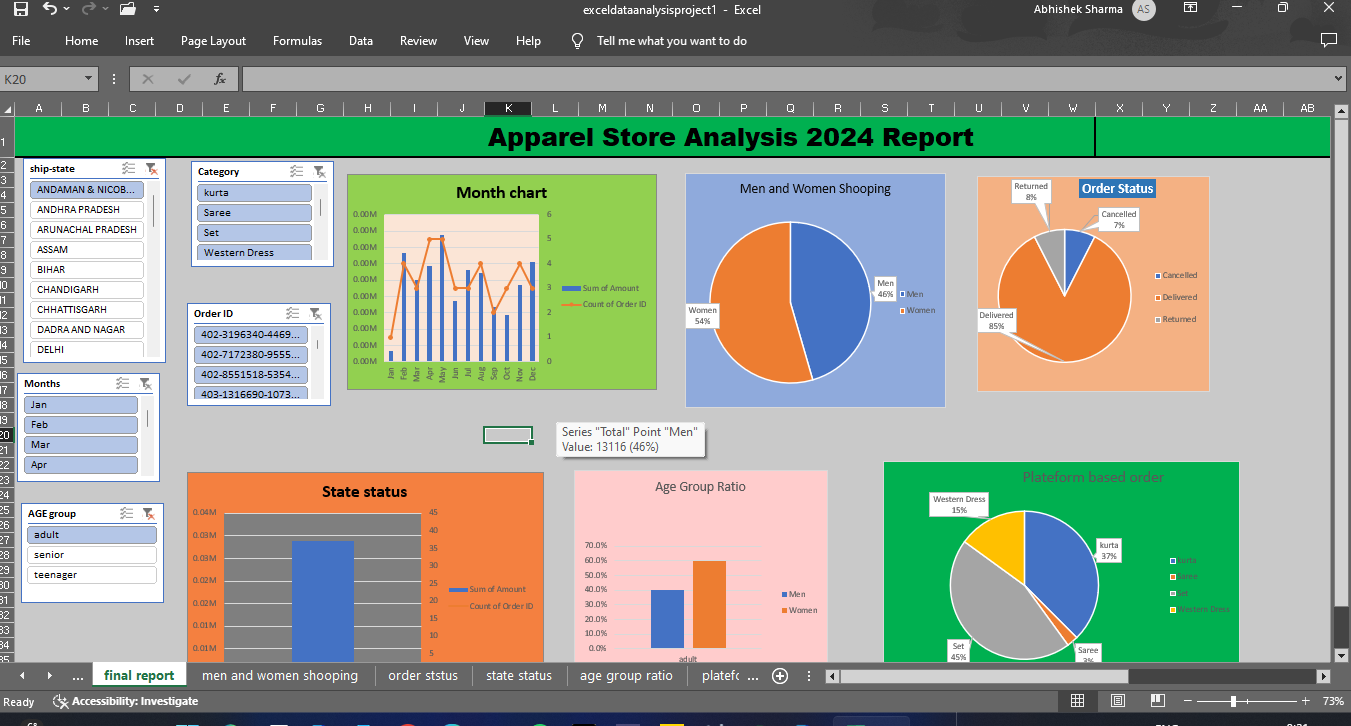 exceldataanalysisproject1 - Excel
Abhishek Sharma
AS
File Home Insert Page Layout Formulas Data Review View Help Tell me what you want to do
K20
fx
A B C D E F G H I J K L M N O P Q R S T U V W X Y Z AA AB
Apparel Store Analysis 2024 Report
ship-state
ANDAMAN & NICOB...
ANDHRA PRADESH
ARUNACHAL PRADESH
ASSAM
BIHAR
CHANDIGARH
CHHATTISGARH
DADRA AND NAGAR
DELHI
Category
kurta
Saree
Set
Western Dress
Order ID
402-3196340-4469...
402-7172380-9555...
402-8551518-5354...
403-1316690-1073...
Months
Jan
Feb
Mar
Apr
AGE group
adult
senior
teenager
Month chart
0.00M
0.00M
0.00M
0.00M
0.00M
0.00M
0.00M
0.00M
0.00M
0.00M
6
5
4
3
2
1
0
Jan Feb Mar Apr May Jun Jul Aug Sep Oct Nov Dec
Sum of Amount
Count of Order ID
Men and Women Shooping
Men
46%
Women
54%
Men
Women
Order Status
Returned
8%
Cancelled
7%
Delivered
85%
Cancelled
Delivered
Returned
Series "Total" Point "Men"
Value: 13116 (46%)
State status
0.04M
0.03M
0.03M
0.02M
0.02M
0.01M
0.01M
45
40
35
30
25
20
15
10
5
Sum of Amount
Count of Order ID
Age Group Ratio
70.0%
60.0%
50.0%
40.0%
30.0%
20.0%
10.0%
0.0%
adult
Men
Women
Plateform based order
Western Dress
15%
kurta
37%
Set
45%
Saree
3%
kurta
Saree
Set
Western Dress
... final report men and women shooping order ststus state status age group ratio platefc ...
Ready Accessibility: Investigate 73%